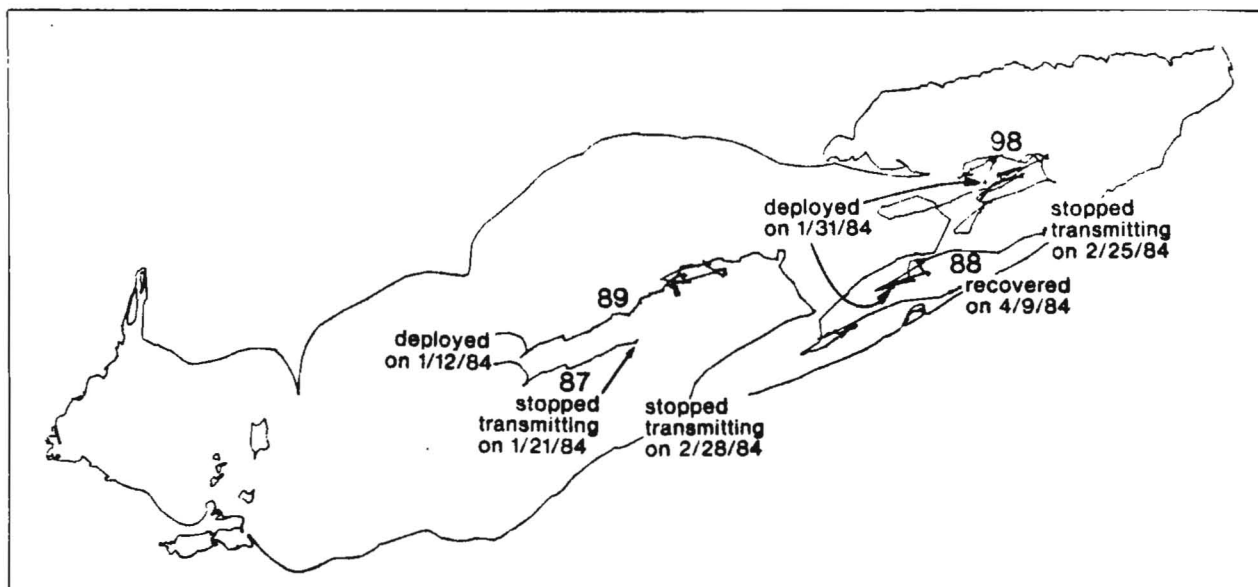 98
deployed
on 1/31/84
stopped
transmitting
on 2/25/84
88
recovered
on 4/9/84
89
deployed
on 1/12/84
87
stopped
transmitting
on 1/21/84
stopped
transmitting
on 2/28/84